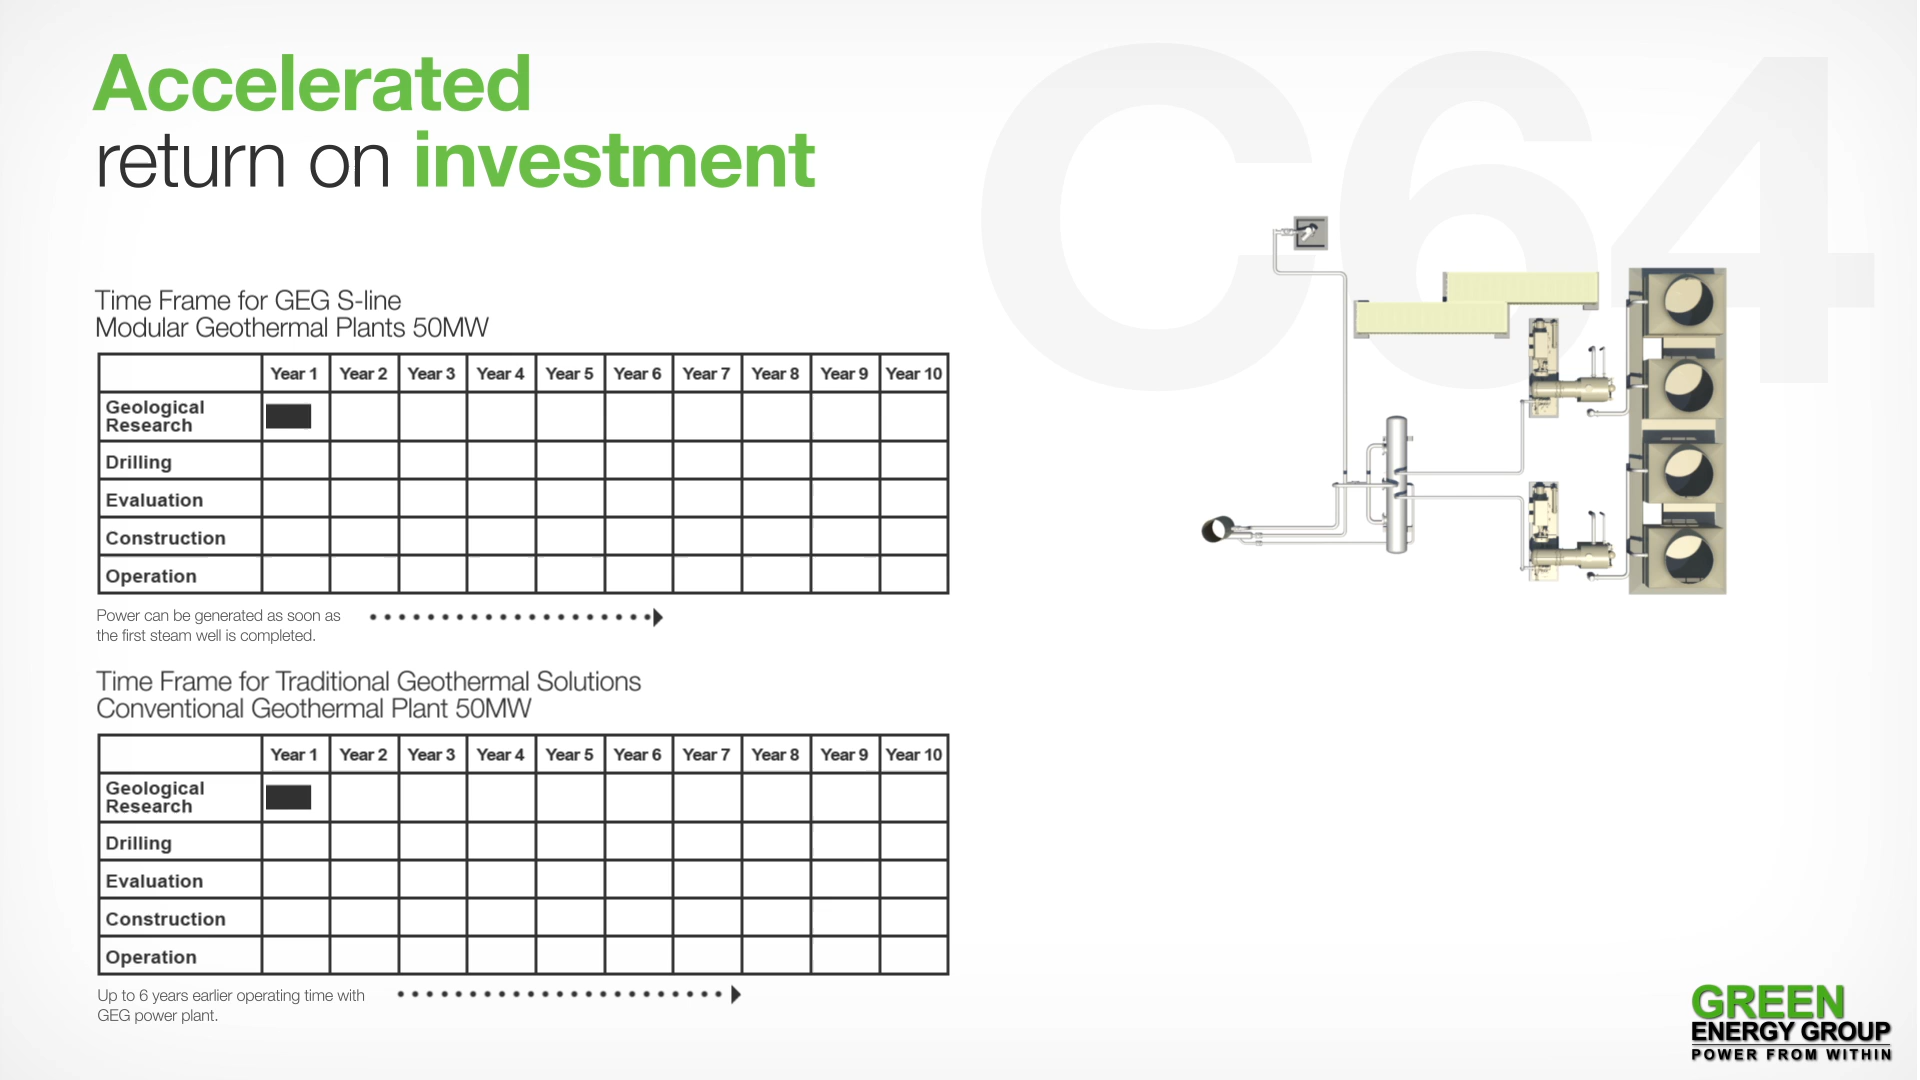 Accelerated
return on investment
C64
Time Frame for GEG S-line
Modular Geothermal Plants 50MW
Year 1 Year 2 Year 3 Year 4 Year 5 Year 6 Year 7 Year 8 Year 9 Year 10
Geological
Research
Drilling
Evaluation
Construction
Operation
Power can be generated as soon as
the first steam well is completed.
Time Frame for Traditional Geothermal Solutions
Conventional Geothermal Plant 50MW
Year 1 Year 2 Year 3 Year 4 Year 5 Year 6 Year 7 Year 8 Year 9 Year 10
Geological
Research
Drilling
Evaluation
Construction
Operation
Up to 6 years earlier operating time with
GEG power plant.
GREEN
ENERGY GROUP
POWER FROM WITHIN